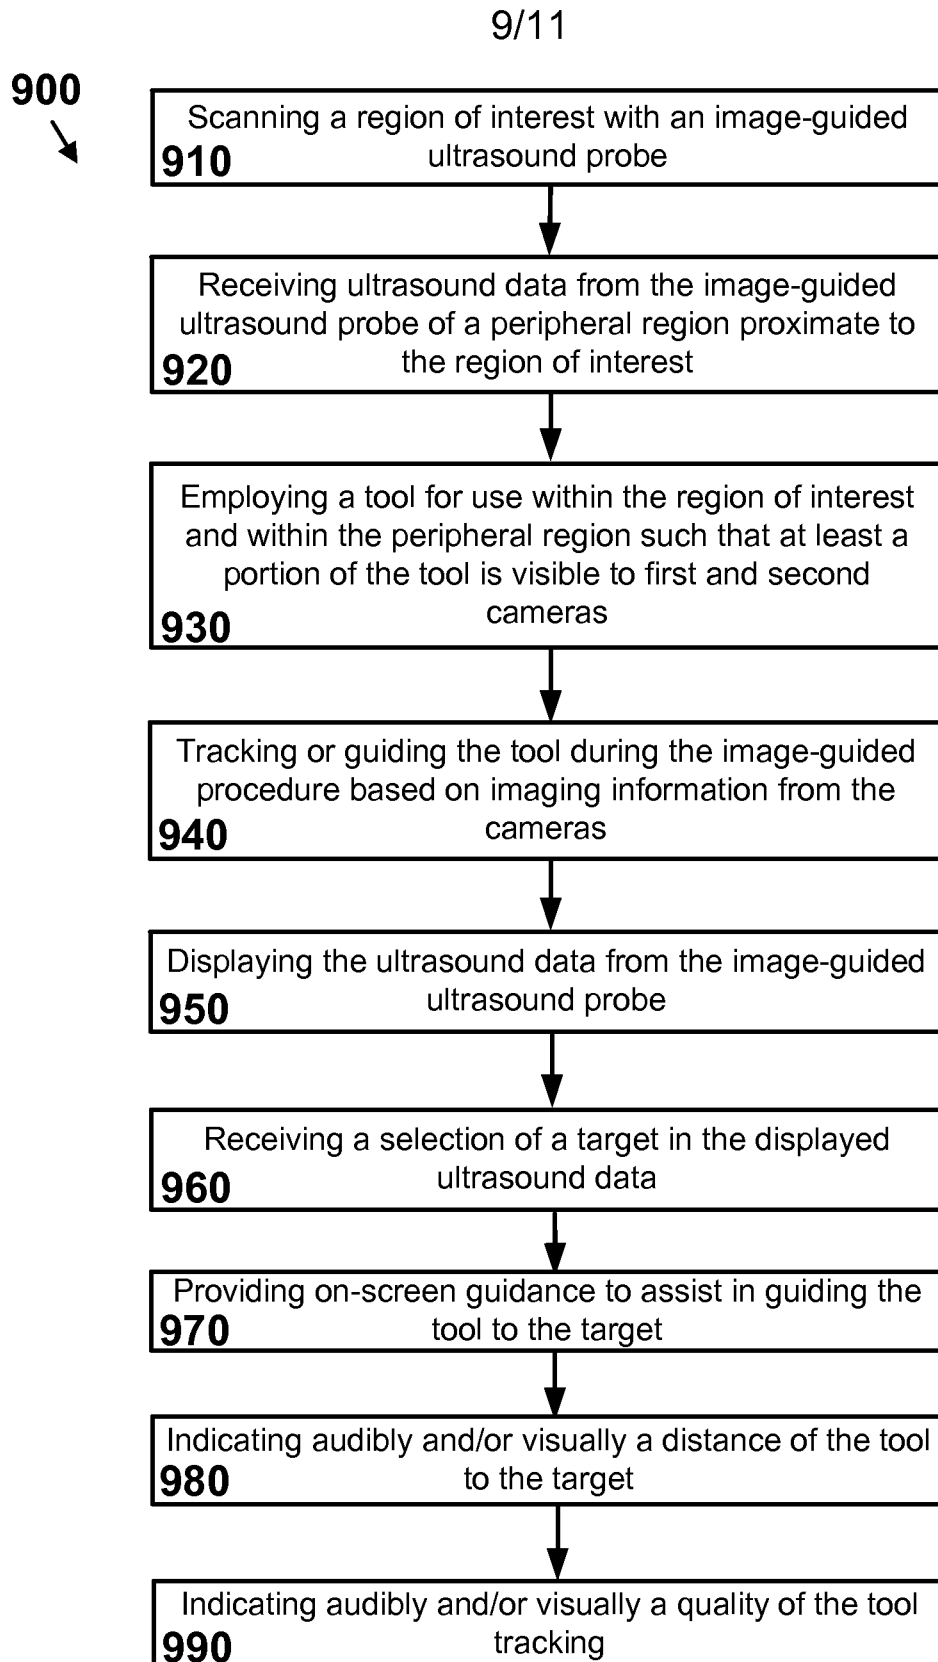 9/11
900
Scanning a region of interest with an image-guided
ultrasound probe
910
Receiving ultrasound data from the image-guided
ultrasound probe of a peripheral region proximate to
the region of interest
920
Employing a tool for use within the region of interest
and within the peripheral region such that at least a
portion of the tool is visible to first and second
cameras
930
Tracking or guiding the tool during the image-guided
procedure based on imaging information from the
cameras
940
Displaying the ultrasound data from the image-guided
ultrasound probe
950
Receiving a selection of a target in the displayed
ultrasound data
960
Providing on-screen guidance to assist in guiding the
tool to the target
970
Indicating audibly and/or visually a distance of the tool
to the target
980
Indicating audibly and/or visually a quality of the tool
tracking
990